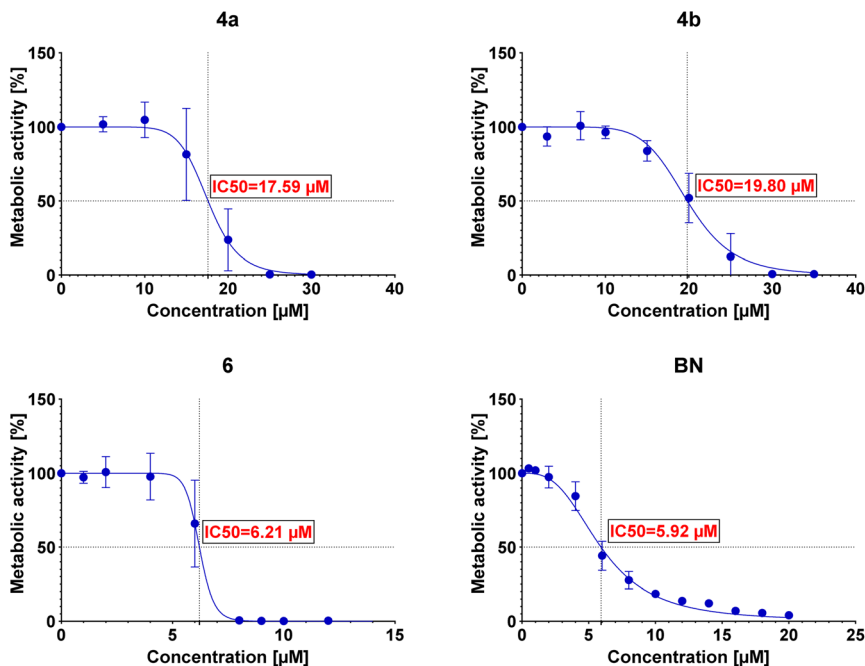 4a
150
100
50
0
Metabolic activity [%]
IC50=17.59 µM
0 10 20 30 40
Concentration [µM]
4b
150
100
50
0
Metabolic activity [%]
IC50=19.80 µM
0 10 20 30 40
Concentration [µM]
6
150
100
50
0
Metabolic activity [%]
IC50=6.21 µM
0 5 10 15
Concentration [µM]
BN
150
100
50
0
Metabolic activity [%]
IC50=5.92 µM
0 5 10 15 20 25
Concentration [µM]